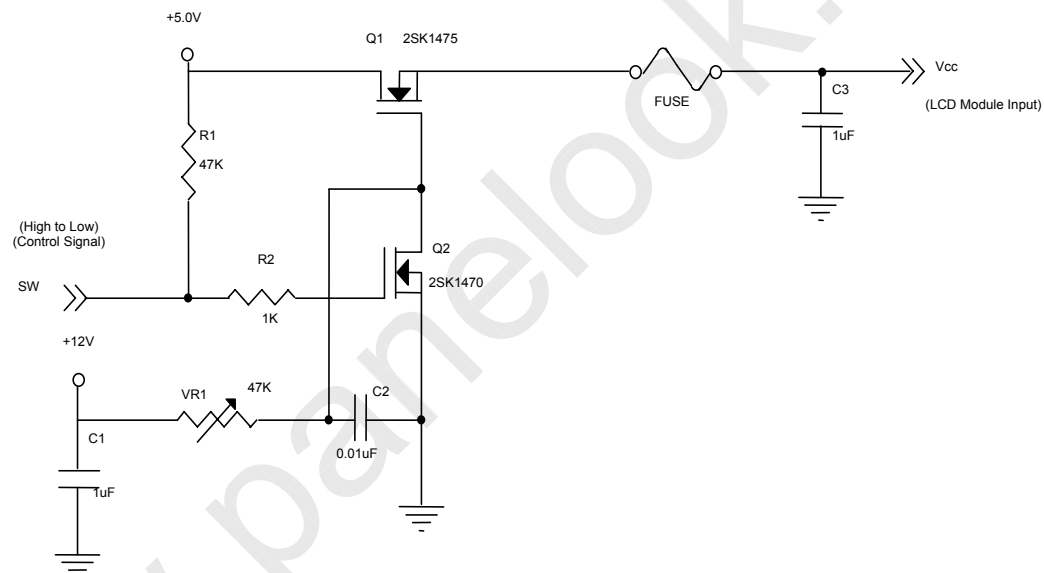 +5.0V
Q1 2SK1475
Vcc
C3
FUSE
(LCD Module Input)
R1
1uF
47K
(High to Low)
(Control Signal)
Q2
R2
SW
2SK1470
1K
+12V
VR1
47K
C2
C1
0.01uF
1uF
panelook.